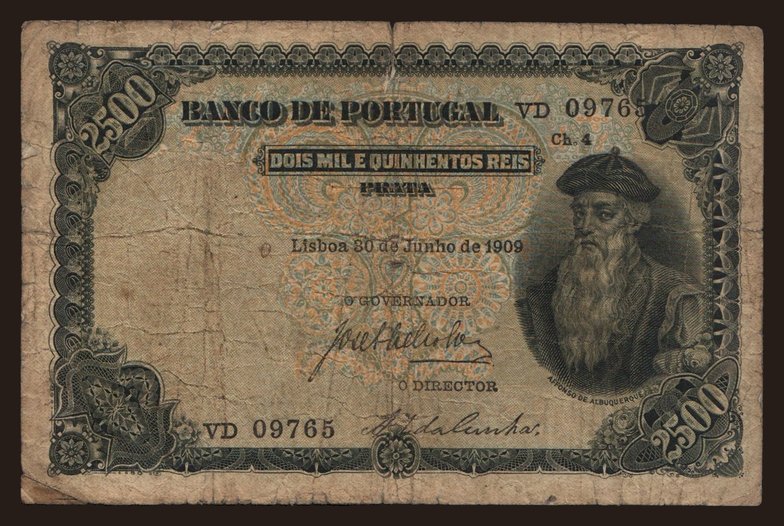 2500
BANCO DE PORTUGAL VD 09765
Ch. 4
DOIS MIL E QUINHENTOS REIS
PRATA
Lisboa 30 de Junho de 1909
O GOVERNADOR
O DIRECTOR
AFFONSO DE ALBUQUERQUE
VD 09765
2500